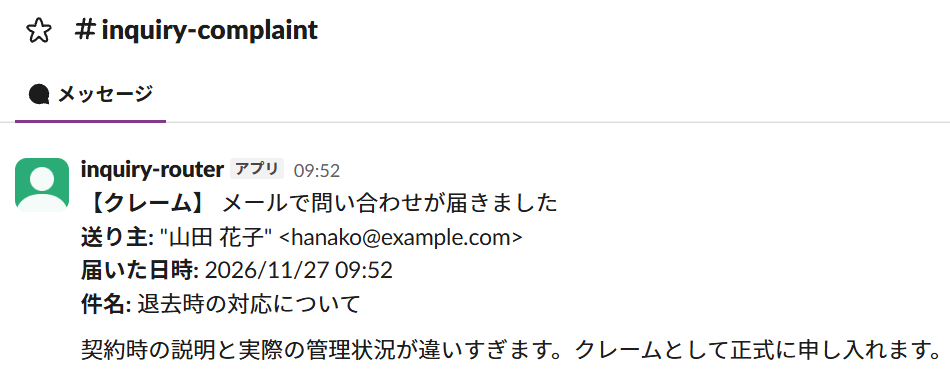 #inquiry-complaint
メッセージ
inquiry-router アプリ 09:52
【クレーム】 メールで問い合わせが届きました
送り主: "山田 花子" <hanako@example.com>
届いた日時: 2026/11/27 09:52
件名: 退去時の対応について
契約時の説明と実際の管理状況が違いすぎます。クレームとして正式に申し入れます。